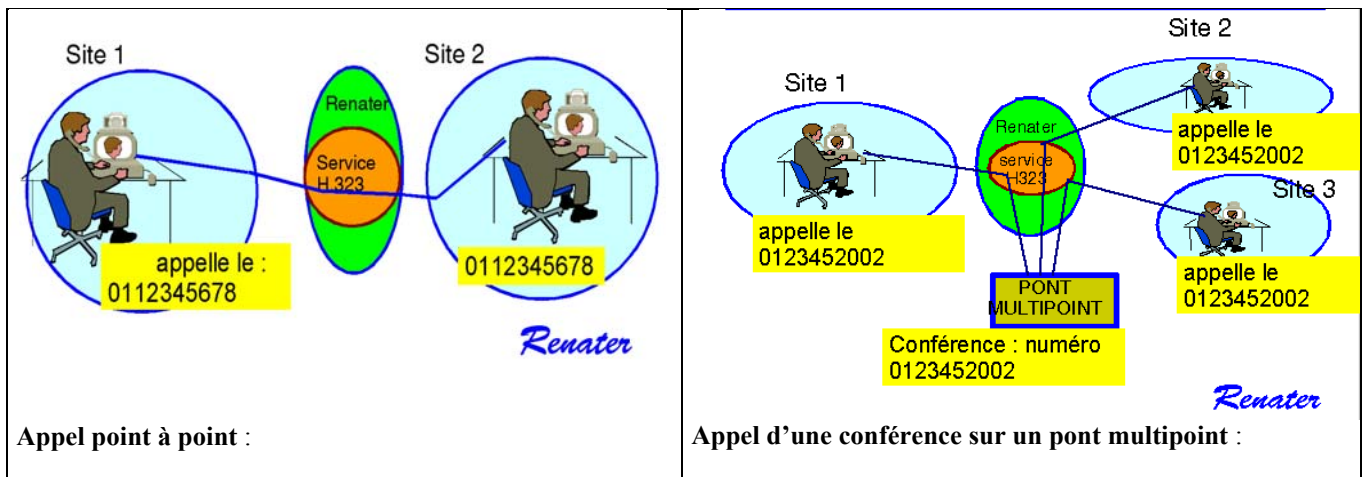 Site 1
Site 2
Renater
Service
H.323
appelle le :
0112345678
0112345678
Renater
Appel point à point :
Site 2
Site 1
Renater
service
H323
appelle le
0123452002
Site 3
appelle le
0123452002
appelle le
0123452002
PONT
MULTIPOINT
Conférence : numéro
0123452002
Renater
Appel d’une conférence sur un pont multipoint :